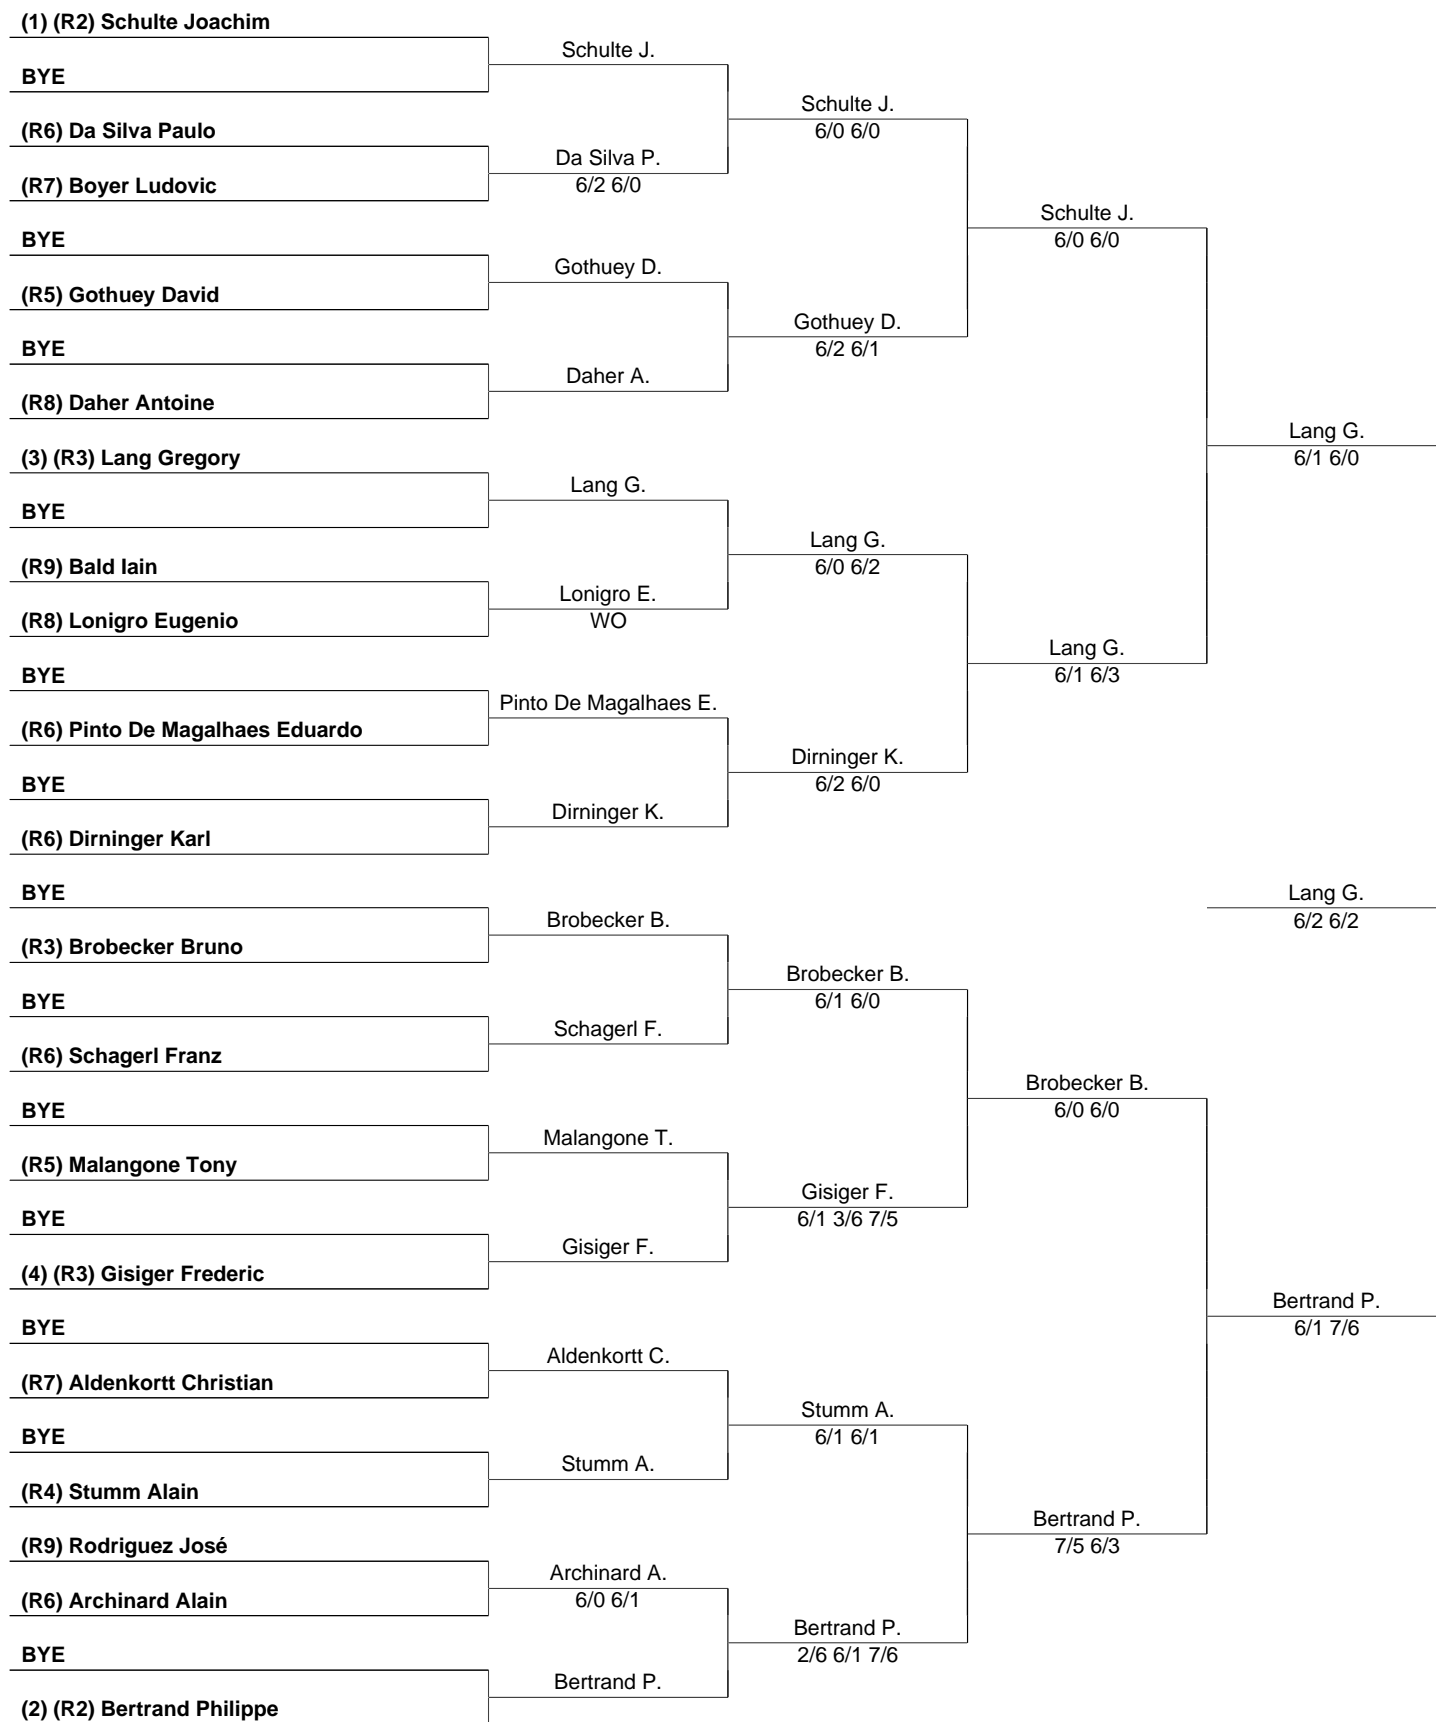 (1) (R2) Schulte Joachim
Schulte J.
BYE
Schulte J.
6/0 6/0
(R6) Da Silva Paulo
Da Silva P.
6/2 6/0
(R7) Boyer Ludovic
Schulte J.
6/0 6/0
BYE
Gothuey D.
(R5) Gothuey David
Gothuey D.
6/2 6/1
BYE
Daher A.
(R8) Daher Antoine
Lang G.
6/1 6/0
(3) (R3) Lang Gregory
Lang G.
BYE
Lang G.
6/0 6/2
(R9) Bald Iain
Lonigro E.
WO
(R8) Lonigro Eugenio
Lang G.
6/1 6/3
BYE
Pinto De Magalhaes E.
(R6) Pinto De Magalhaes Eduardo
Dirninger K.
6/2 6/0
BYE
Dirninger K.
(R6) Dirninger Karl
BYE
Lang G.
6/2 6/2
Brobecker B.
(R3) Brobecker Bruno
Brobecker B.
6/1 6/0
BYE
Schagerl F.
(R6) Schagerl Franz
Brobecker B.
6/0 6/0
BYE
Malangone T.
(R5) Malangone Tony
Gisiger F.
6/1 3/6 7/5
BYE
Gisiger F.
(4) (R3) Gisiger Frederic
Bertrand P.
6/1 7/6
BYE
Aldenkortt C.
(R7) Aldenkortt Christian
Stumm A.
6/1 6/1
BYE
Stumm A.
(R4) Stumm Alain
Bertrand P.
7/5 6/3
(R9) Rodriguez José
Archinard A.
6/0 6/1
(R6) Archinard Alain
Bertrand P.
2/6 6/1 7/6
BYE
Bertrand P.
(2) (R2) Bertrand Philippe